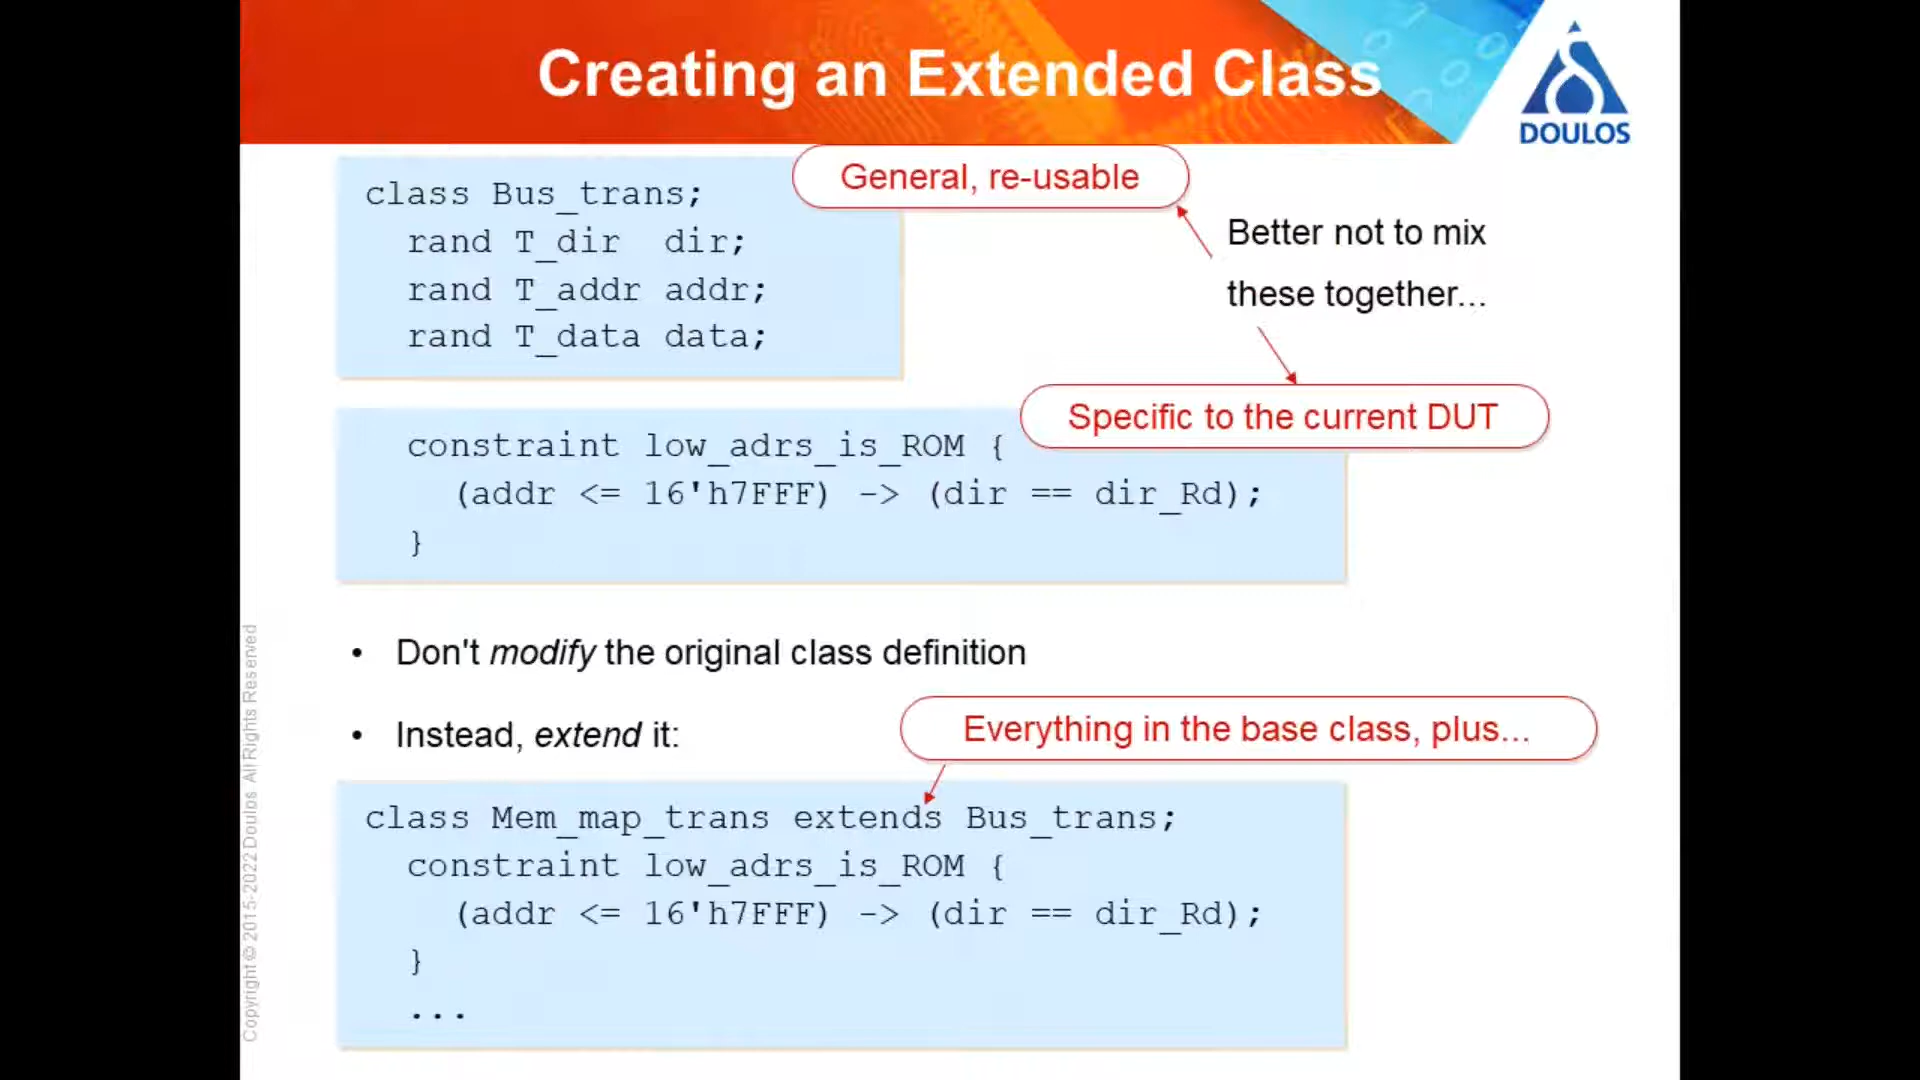 Creating an Extended Class
DOULOS
class Bus_trans;
General, re-usable
rand T_dir  dir;
rand T_addr addr;
rand T_data data;
Better not to mix
these together...
Specific to the current DUT
constraint low_adrs_is_ROM {
(addr <= 16'h7FFF) -> (dir == dir_Rd);
}
• Don't modify the original class definition
• Instead, extend it:
Everything in the base class, plus...
class Mem_map_trans extends Bus_trans;
constraint low_adrs_is_ROM {
(addr <= 16'h7FFF) -> (dir == dir_Rd);
}
...
Copyright © 2015-2022 Doulos. All Rights Reserved